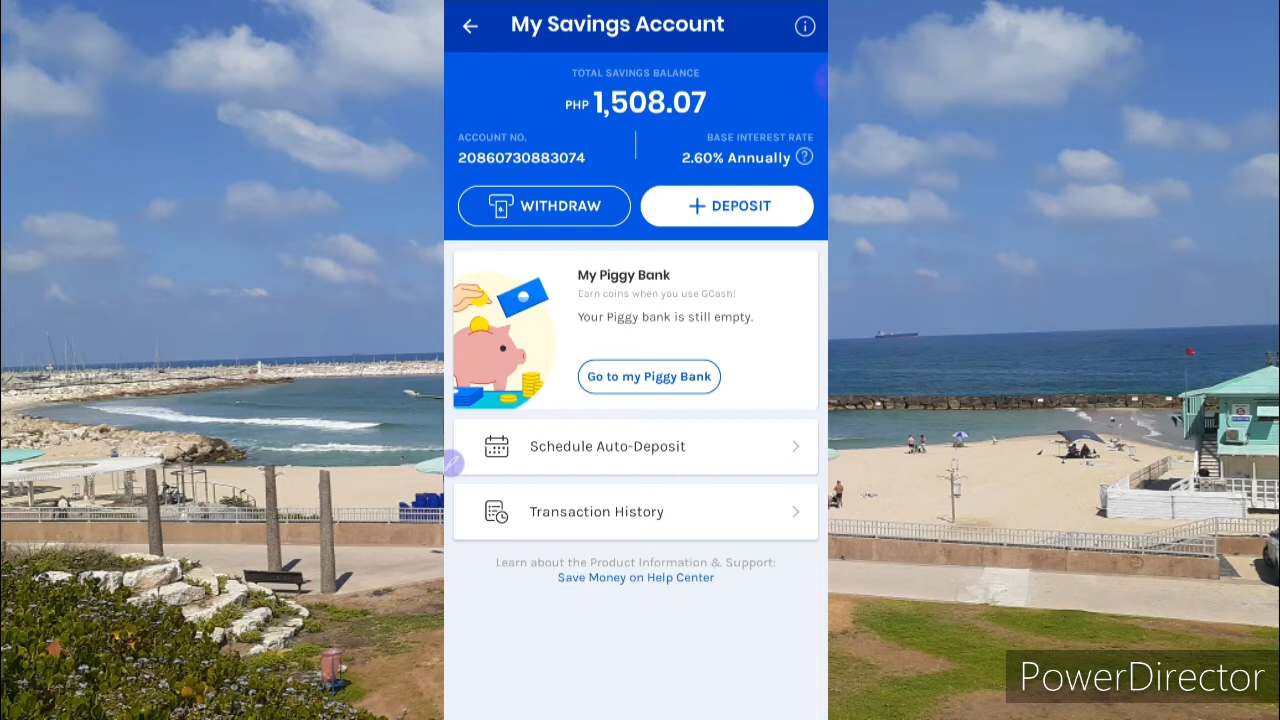 My Savings Account
TOTAL SAVINGS BALANCE
PHP 1,508.07
ACCOUNT NO.
BASE INTEREST RATE
20860730883074
2.60% Annually
WITHDRAW
DEPOSIT
My Piggy Bank
Earn coins when you use GCash!
Your Piggy bank is still empty.
Go to my Piggy Bank
Schedule Auto-Deposit
Transaction History
Learn about the Product Information & Support:
Save Money on Help Center
PowerDirector